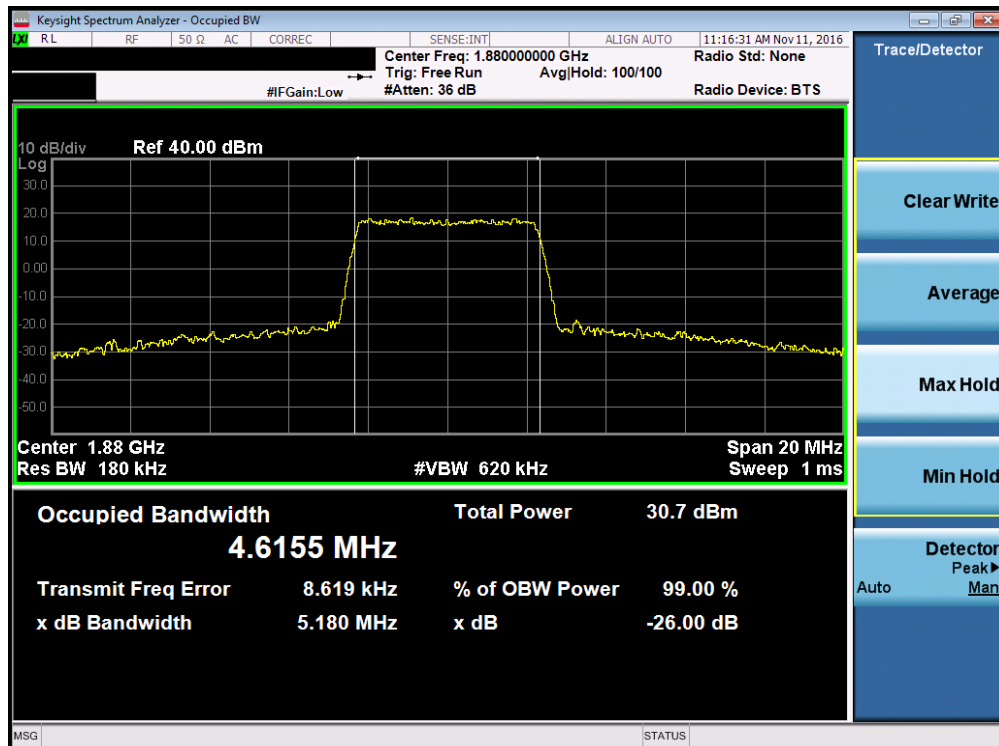 Keysight Spectrum Analyzer - Occupied BW
LXI RL RF 50 Ω AC CORREC SENSE:INT ALIGN AUTO 11:16:31 AM Nov 11, 2016
Center Freq: 1.880000000 GHz Radio Std: None
Trig: Free Run Avg|Hold: 100/100
#IFGain:Low #Atten: 36 dB Radio Device: BTS
Trace/Detector
10 dB/div Ref 40.00 dBm
Log
30.0
20.0
10.0
0.00
-10.0
-20.0
-30.0
-40.0
-50.0
Center 1.88 GHz Span 20 MHz
Res BW 180 kHz #VBW 620 kHz Sweep 1 ms
Occupied Bandwidth Total Power 30.7 dBm
4.6155 MHz
Transmit Freq Error 8.619 kHz % of OBW Power 99.00 %
x dB Bandwidth 5.180 MHz x dB -26.00 dB
Clear Write
Average
Max Hold
Min Hold
Detector
Peak▶
Auto Man
MSG STATUS